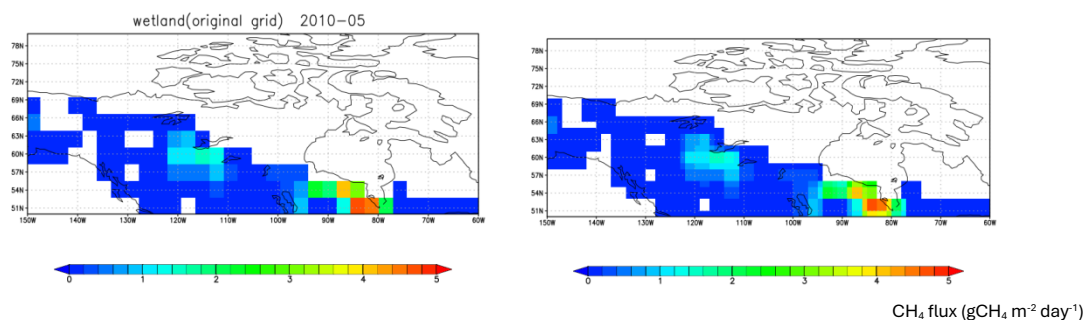 wetland(original grid) 2010-05
78N
75N
72N
69N
66N
63N
60N
57N
54N
51N
150W 140W 130W 120W 110W 100W 90W 80W 70W 60W
0 1 2 3 4 5
78N
75N
72N
69N
66N
63N
60N
57N
54N
51N
150W 140W 130W 120W 110W 100W 90W 80W 70W 60W
0 1 2 3 4 5
CH₄ flux (gCH₄ m⁻² day⁻¹)